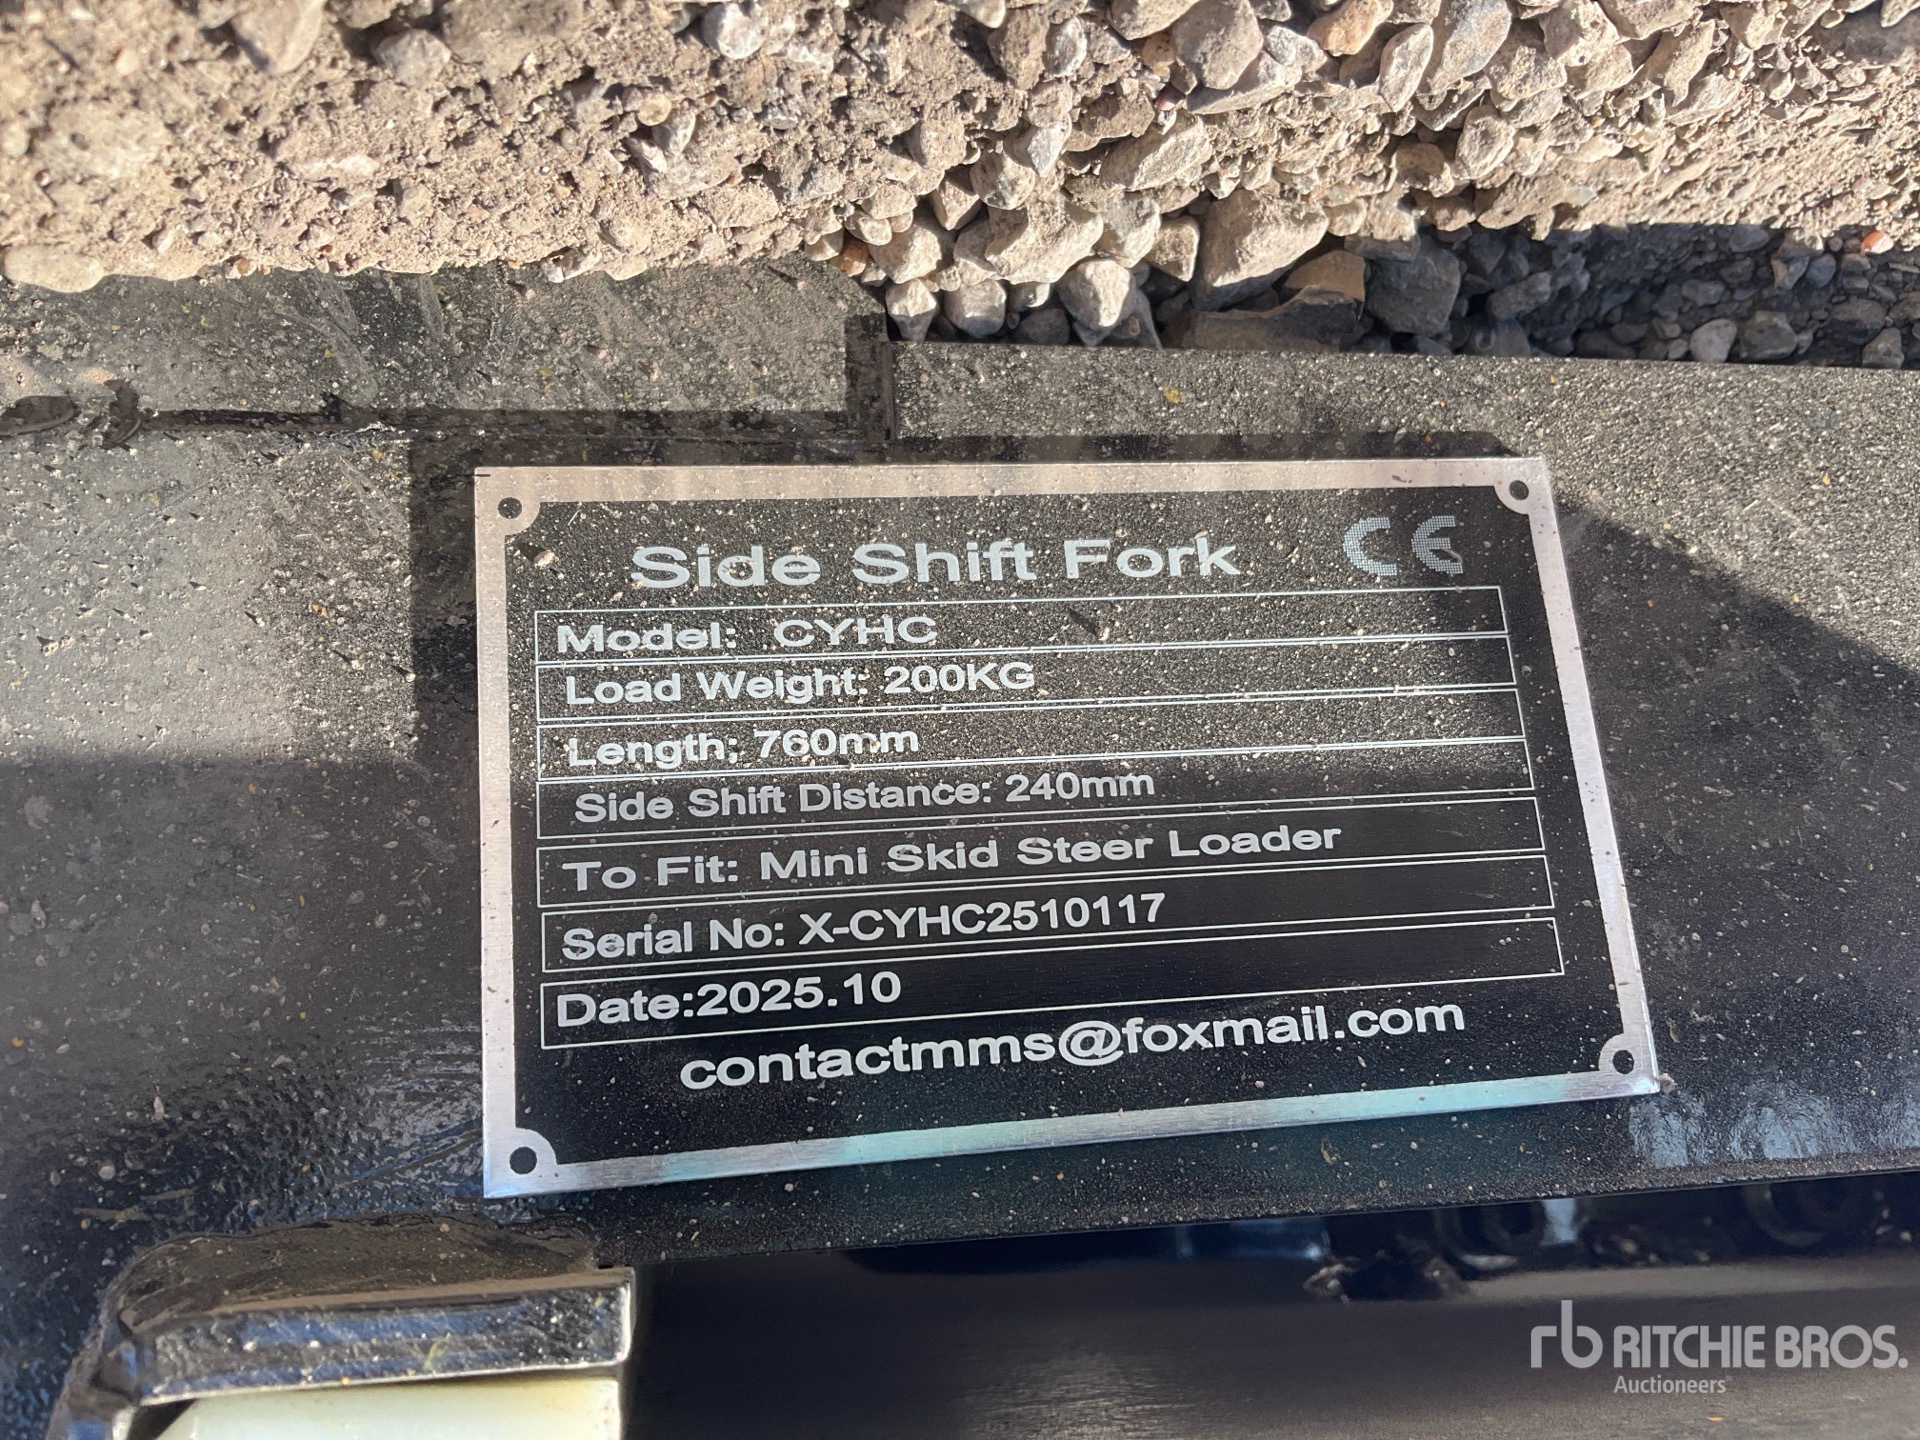 Side Shift Fork CE
Model: CYHC
Load Weight: 200KG
Length; 760mm
Side Shift Distance: 240mm
To Fit: Mini Skid Steer Loader
Serial No: X-CYHC2510117
Date:2025.10
contactmms@foxmail.com
rb RITCHIE BROS.
Auctioneers